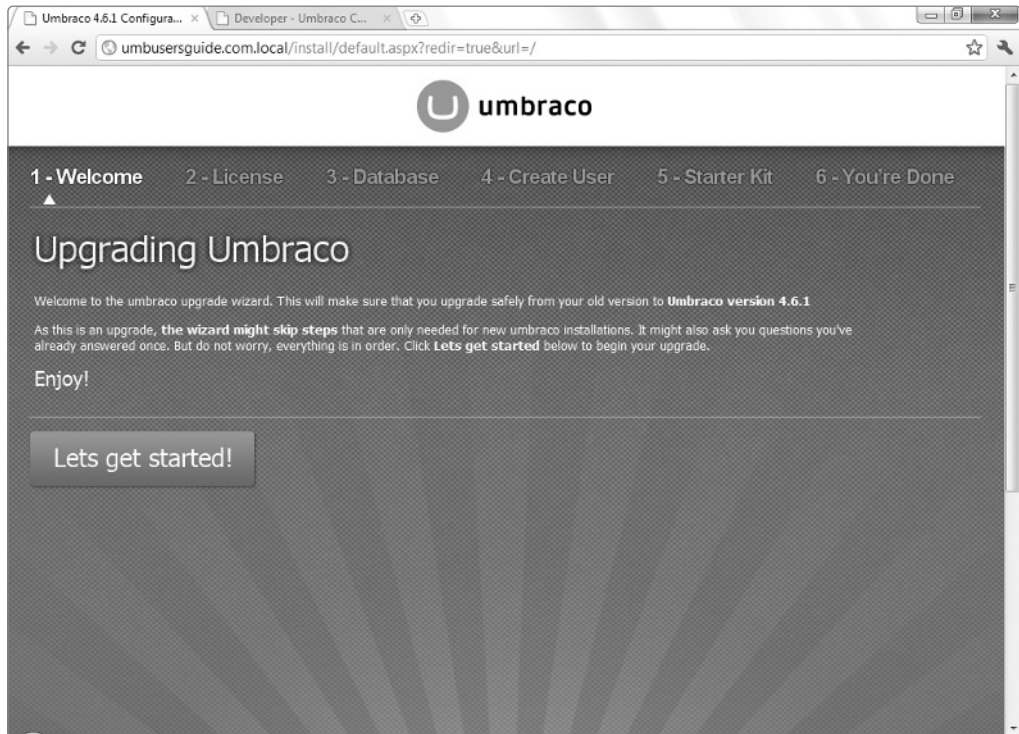 Umbraco 4.6.1 Configura...
Developer - Umbraco C...
umbusersguide.com.local/install/default.aspx?redir=true&url=/
umbraco
1 - Welcome
2 - License
3 - Database
4 - Create User
5 - Starter Kit
6 - You're Done
Upgrading Umbraco
Welcome to the umbraco upgrade wizard. This will make sure that you upgrade safely from your old version to Umbraco version 4.6.1
As this is an upgrade, the wizard might skip steps that are only needed for new umbraco installations. It might also ask you questions you've
already answered once. But do not worry, everything is in order. Click Lets get started below to begin your upgrade.
Enjoy!
Lets get started!